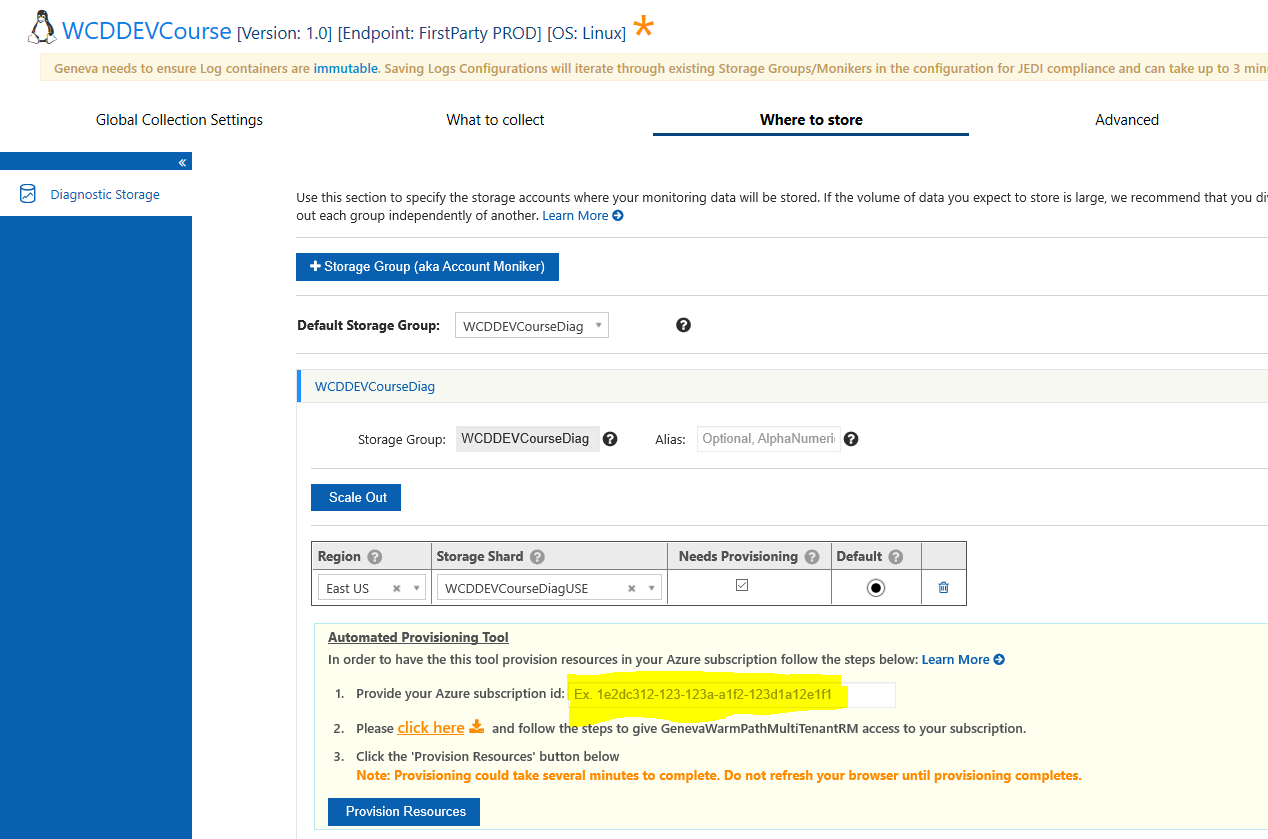 WCDDEVCourse [Version: 1.0] [Endpoint: FirstParty PROD] [OS: Linux] *
Geneva needs to ensure Log containers are immutable. Saving Logs Configurations will iterate through existing Storage Groups/Monikers in the configuration for JEDI compliance and can take up to 3
Global Collection Settings What to collect Where to store Advanced
«
Diagnostic Storage
Use this section to specify the storage accounts where your monitoring data will be stored. If the volume of data you expect to store is large, we recommend that you
out each group independently of another. Learn More
+ Storage Group (aka Account Moniker)
Default Storage Group: WCDDEVCourseDiag ?
WCDDEVCourseDiag
Storage Group: WCDDEVCourseDiag ? Alias: Optional, AlphaNumeri ?
Scale Out
Region ? Storage Shard ? Needs Provisioning ? Default ?
East US × WCDDEVCourseDiagUSE ×
Automated Provisioning Tool
In order to have the this tool provision resources in your Azure subscription follow the steps below: Learn More
1. Provide your Azure subscription id: Ex. 1e2dc312-123-123a-a1f2-123d1a12e1f1
2. Please click here and follow the steps to give GenevaWarmPathMultiTenantRM access to your subscription.
3. Click the 'Provision Resources' button below
Note: Provisioning could take several minutes to complete. Do not refresh your browser until provisioning completes.
Provision Resources